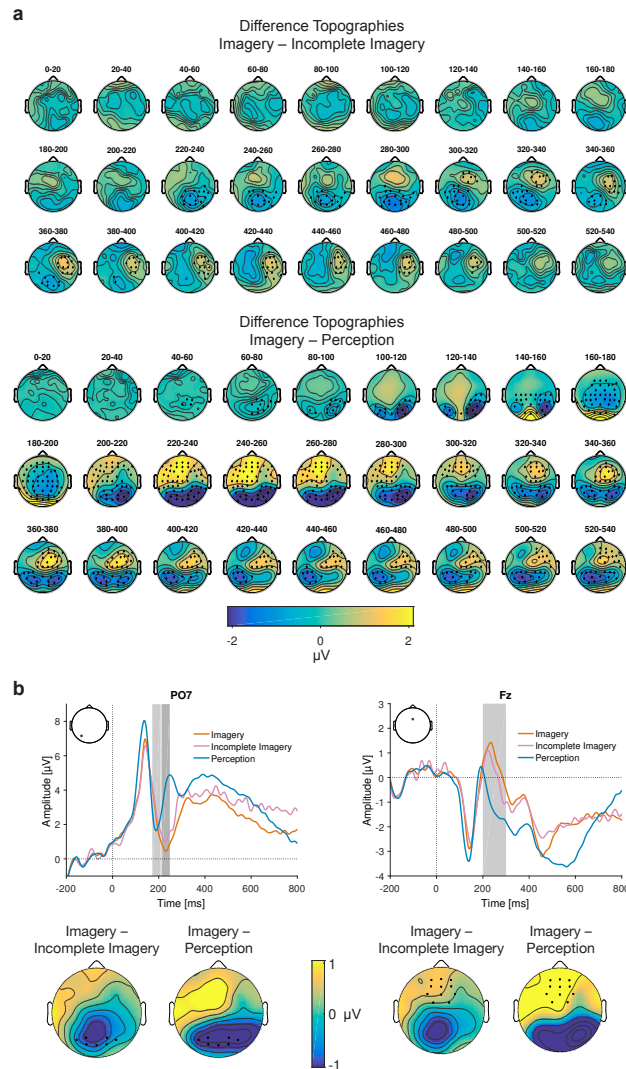 a
Difference Topographies
Imagery – Incomplete Imagery
0-20 20-40 40-60 60-80 80-100 100-120 120-140 140-160 160-180
180-200 200-220 220-240 240-260 260-280 280-300 300-320 320-340 340-360
360-380 380-400 400-420 420-440 440-460 460-480 480-500 500-520 520-540
Difference Topographies
Imagery – Perception
0-20 20-40 40-60 60-80 80-100 100-120 120-140 140-160 160-180
180-200 200-220 220-240 240-260 260-280 280-300 300-320 320-340 340-360
360-380 380-400 400-420 420-440 440-460 460-480 480-500 500-520 520-540
-2 0 2
µV
b
PO7
Amplitude [µV]
8
6
4
2
0
Imagery
Incomplete Imagery
Perception
-200 0 200 400 600 800
Time [ms]
Fz
Amplitude [µV]
3
2
1
0
-1
-2
-3
-4
Imagery
Incomplete Imagery
Perception
-200 0 200 400 600 800
Time [ms]
Imagery –
Incomplete Imagery
Imagery –
Perception
1
0 µV
-1
Imagery –
Incomplete Imagery
Imagery –
Perception